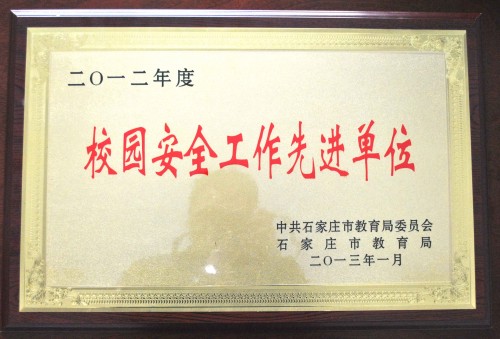 二〇一二年度
校园安全工作先进单位
中共石家庄市教育局委员会
石家庄市教育局
二〇一三年一月